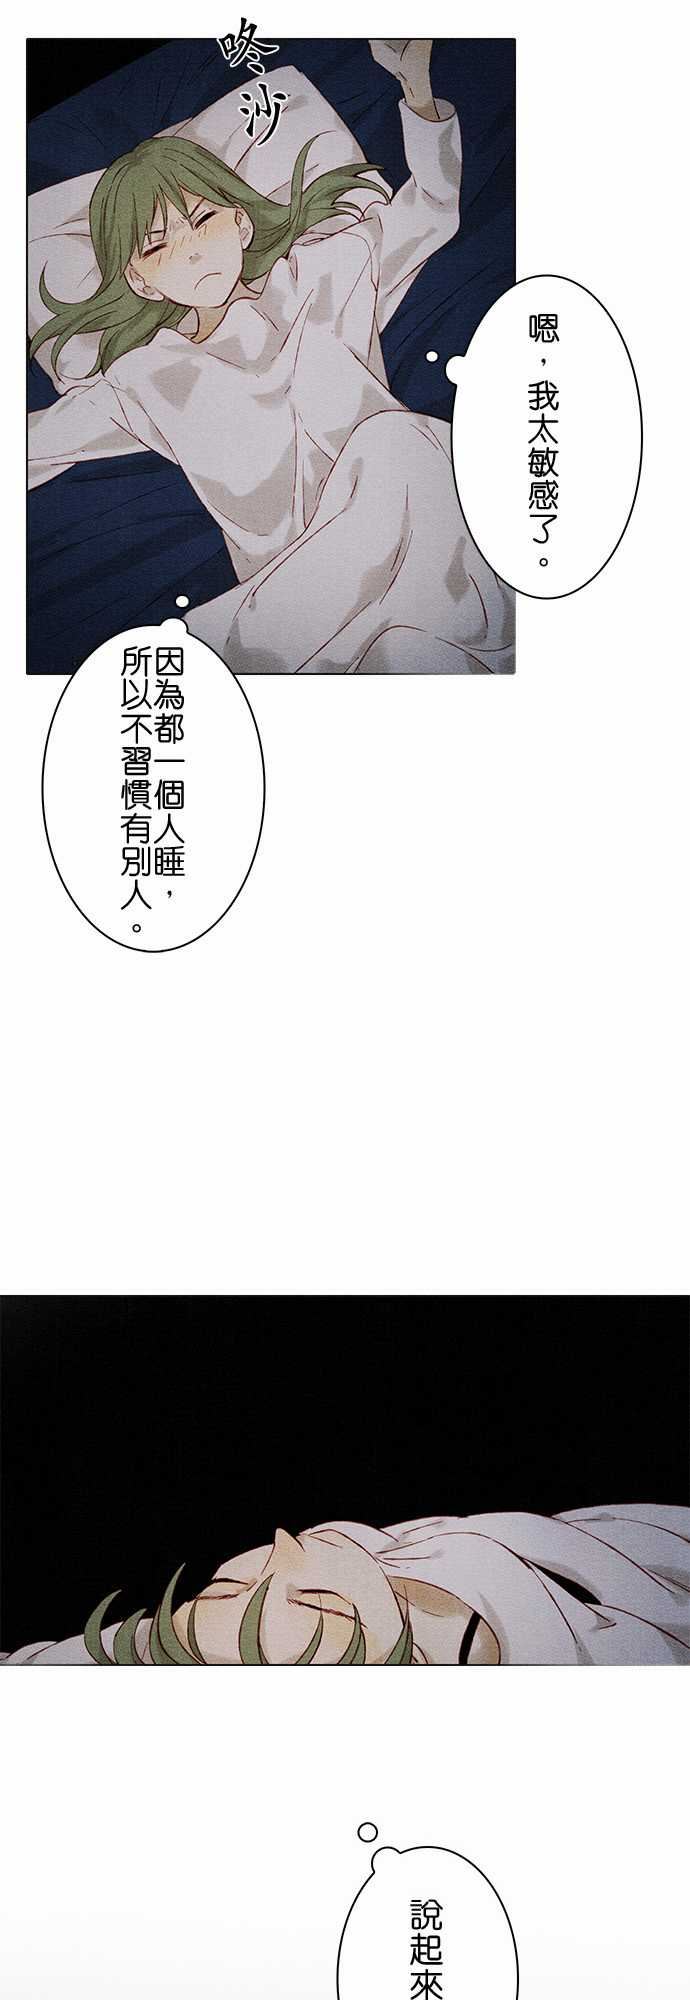 咚沙
嗯，我太敏感了。
因為都一個人睡，
所以不習慣有別人。
說起來